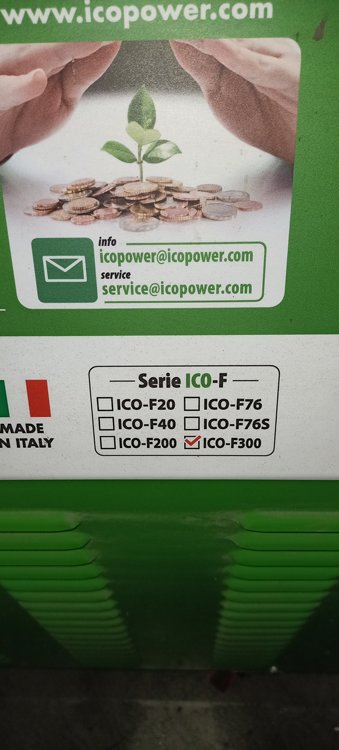 www.icopower.com
info
icopower@icopower.com
service
service@icopower.com
Serie ICO-F
ICO-F20 ICO-F76
ICO-F40 ICO-F76S
ICO-F200 ICO-F300
MADE
N ITALY